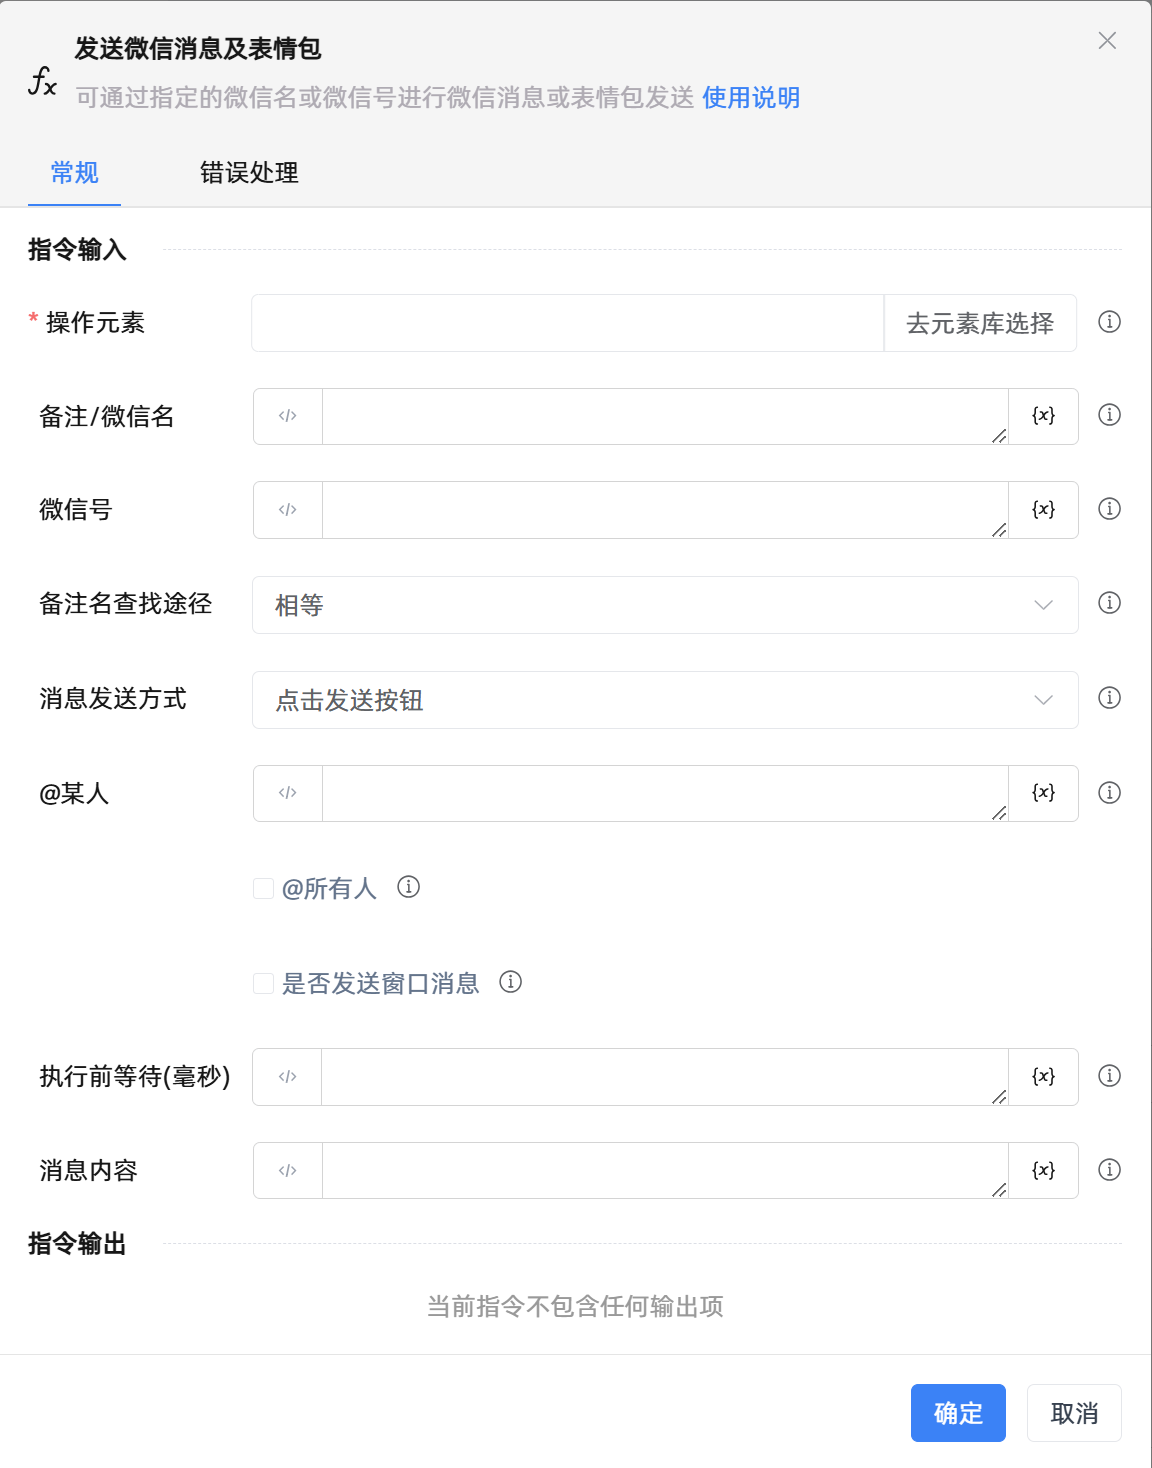 发送微信消息及表情包
可通过指定的微信名或微信号进行微信消息或表情包发送 使用说明
常规 错误处理
指令输入
* 操作元素 去元素库选择
备注/微信名 </> {x}
微信号 </> {x}
备注名查找途径 相等
消息发送方式 点击发送按钮
@某人 </> {x}
@所有人
是否发送窗口消息
执行前等待(毫秒) </> {x}
消息内容 </> {x}
指令输出
当前指令不包含任何输出项
确定 取消